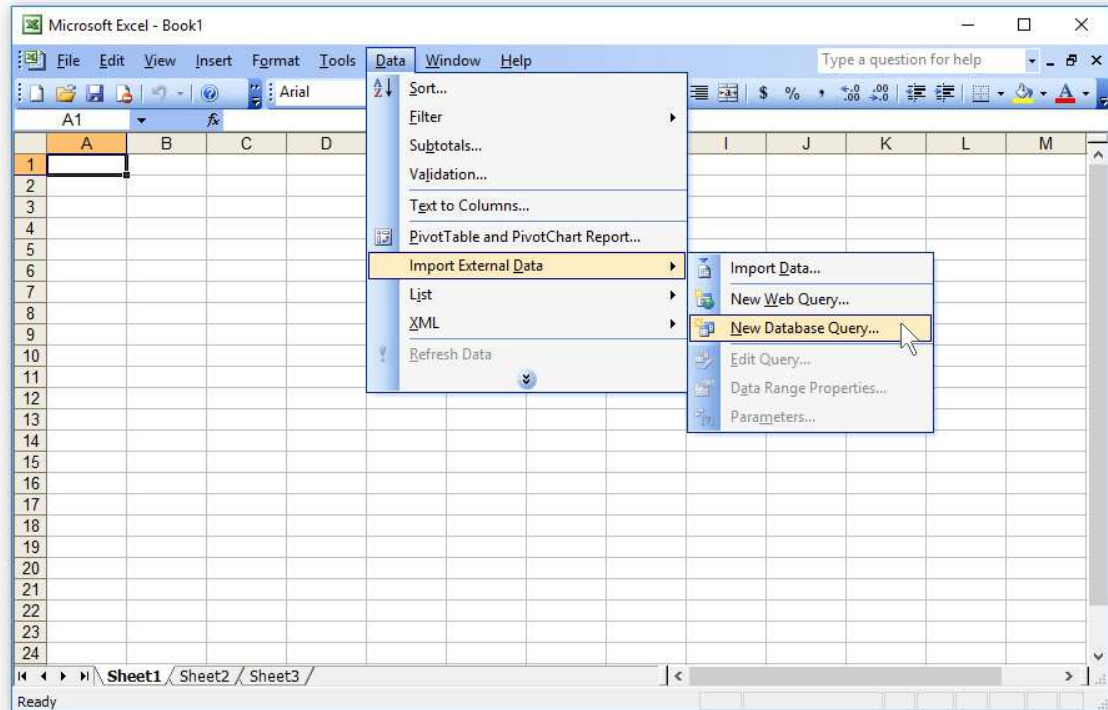 Microsoft Excel - Book1
File Edit View Insert Format Tools Data Window Help Type a question for help
Arial $ % ,
A1 fx
A B C D I J K L M
Sort...
Filter
Subtotals...
Validation...
Text to Columns...
PivotTable and PivotChart Report...
Import External Data
List
XML
Refresh Data
Import Data...
New Web Query...
New Database Query...
Edit Query...
Data Range Properties...
Parameters...
1
2
3
4
5
6
7
8
9
10
11
12
13
14
15
16
17
18
19
20
21
22
23
24
Sheet1 Sheet2 Sheet3
Ready